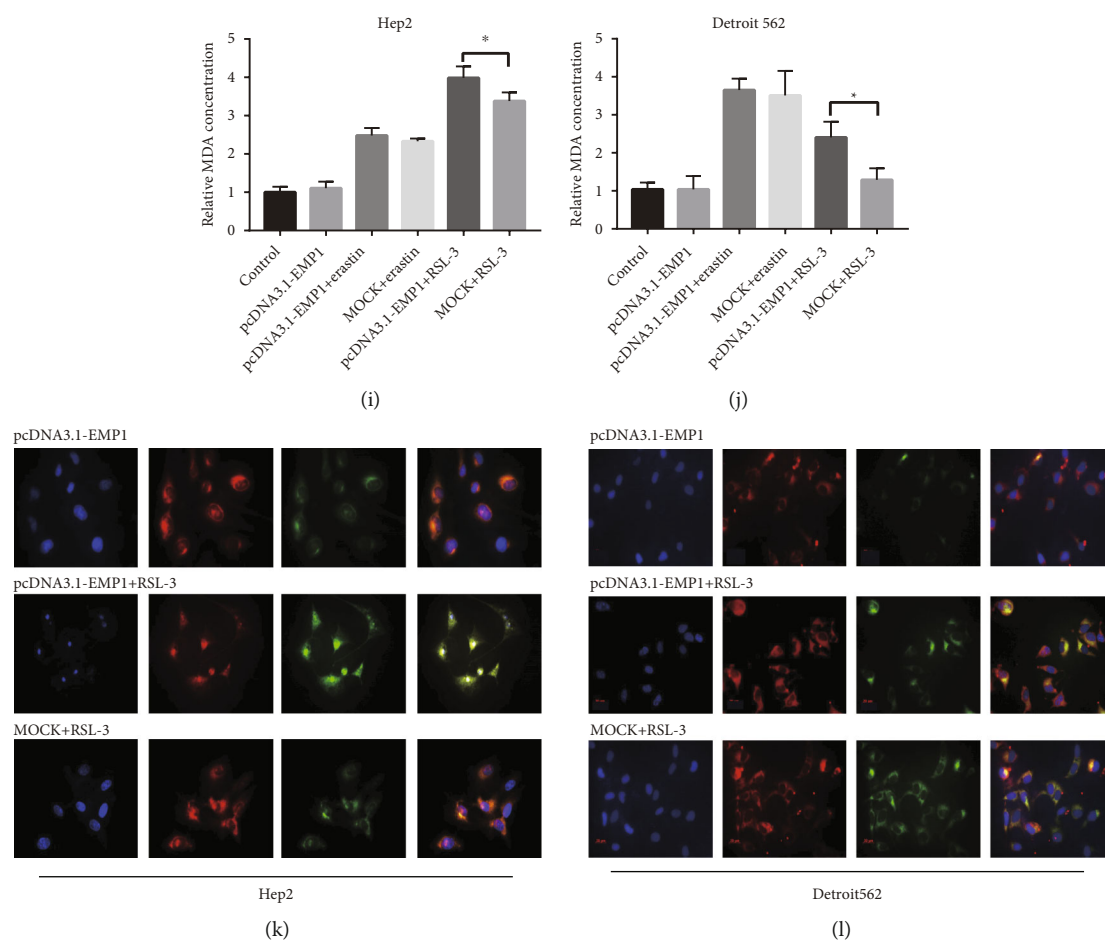 Hep2
Relative MDA concentration
5
4
3
2
1
0
*
Control
pcDNA3.1-EMP1
pcDNA3.1-EMP1+erastin
MOCK+erastin
pcDNA3.1-EMP1+RSL-3
MOCK+RSL-3
(i)
Detroit 562
Relative MDA concentration
5
4
3
2
1
0
*
Control
pcDNA3.1-EMP1
pcDNA3.1-EMP1+erastin
MOCK+erastin
pcDNA3.1-EMP1+RSL-3
MOCK+RSL-3
(j)
pcDNA3.1-EMP1
pcDNA3.1-EMP1+RSL-3
MOCK+RSL-3
Hep2
(k)
pcDNA3.1-EMP1
pcDNA3.1-EMP1+RSL-3
MOCK+RSL-3
Detroit562
(l)